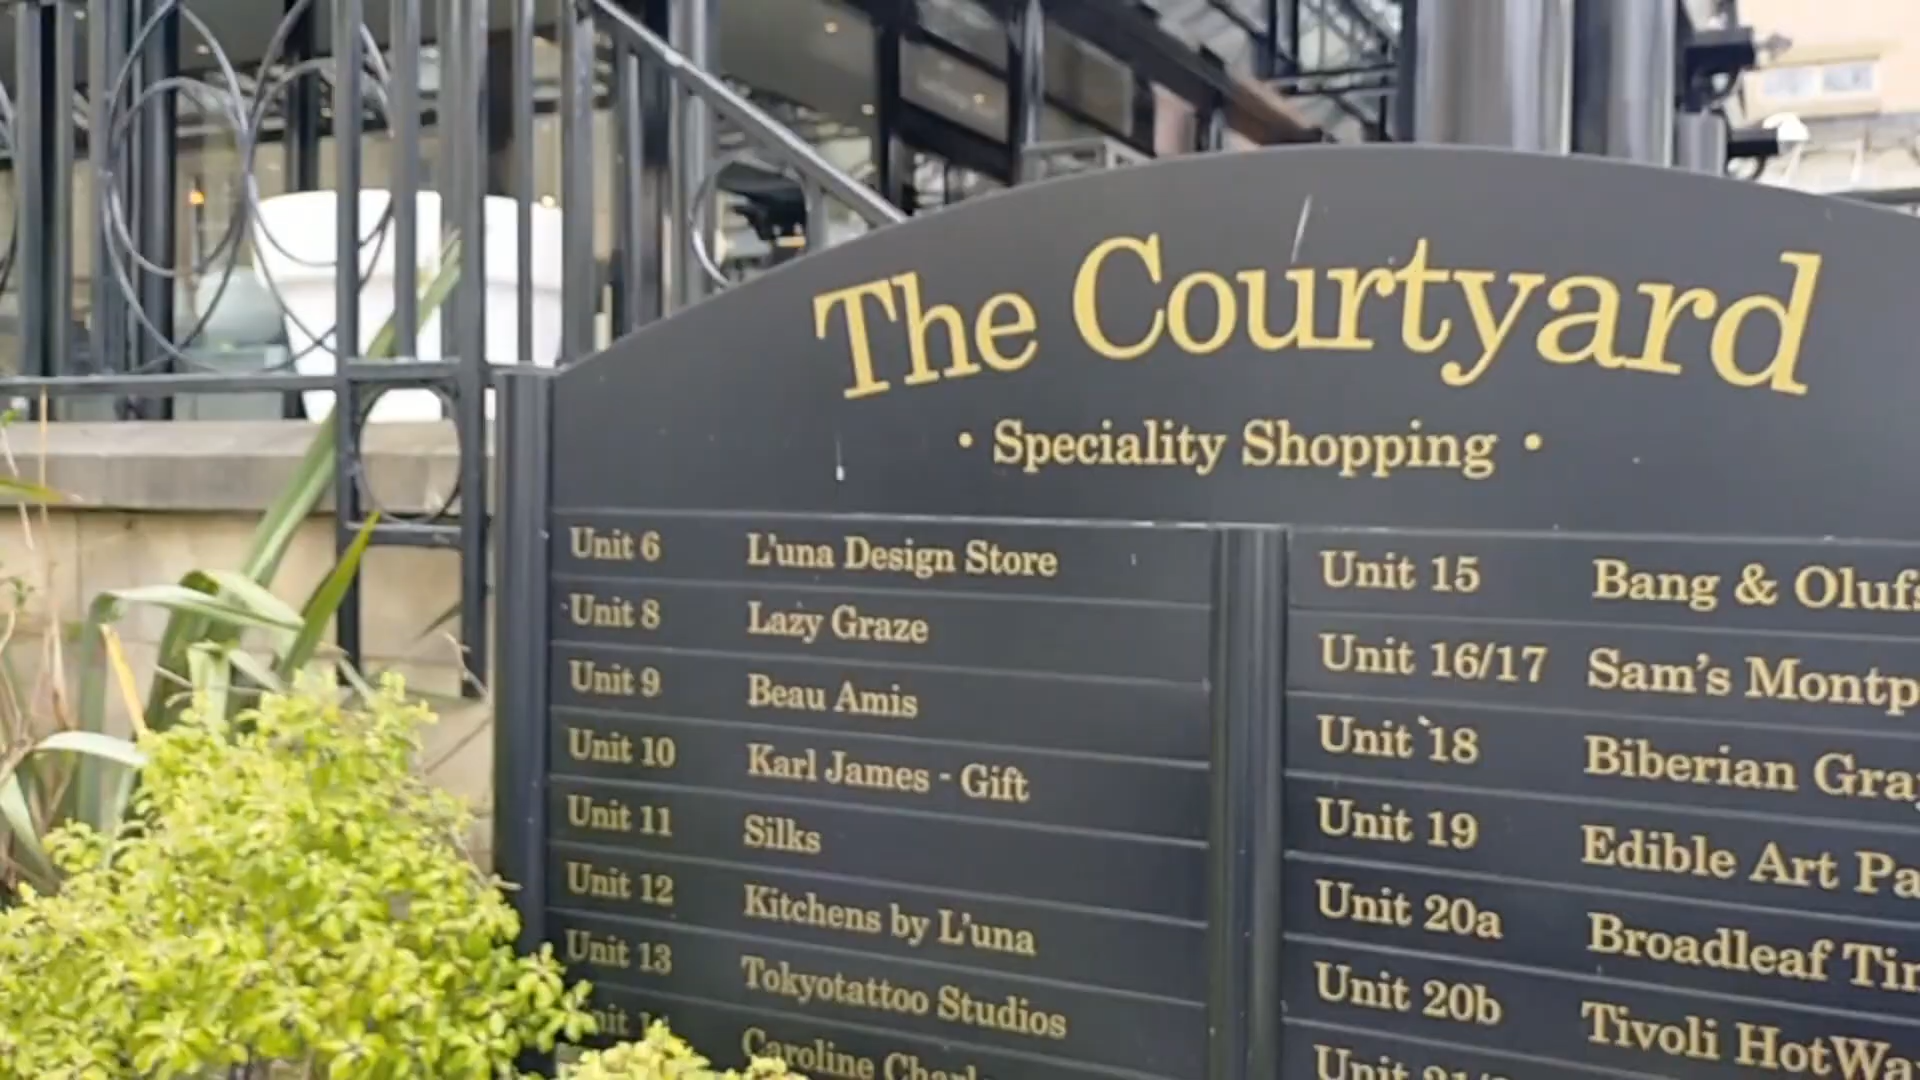 The Courtyard
• Speciality Shopping •
Unit 6 L'una Design Store
Unit 8 Lazy Graze
Unit 9 Beau Amis
Unit 10 Karl James - Gift
Unit 11 Silks
Unit 12 Kitchens by L'una
Unit 13 Tokyotattoo Studios
Caroline
Unit 15 Bang &
Unit 16/17 Sam's
Unit 18 Biberian
Unit 19 Edible Art
Unit 20a Broadleaf
Unit 20b Tivoli
Unit